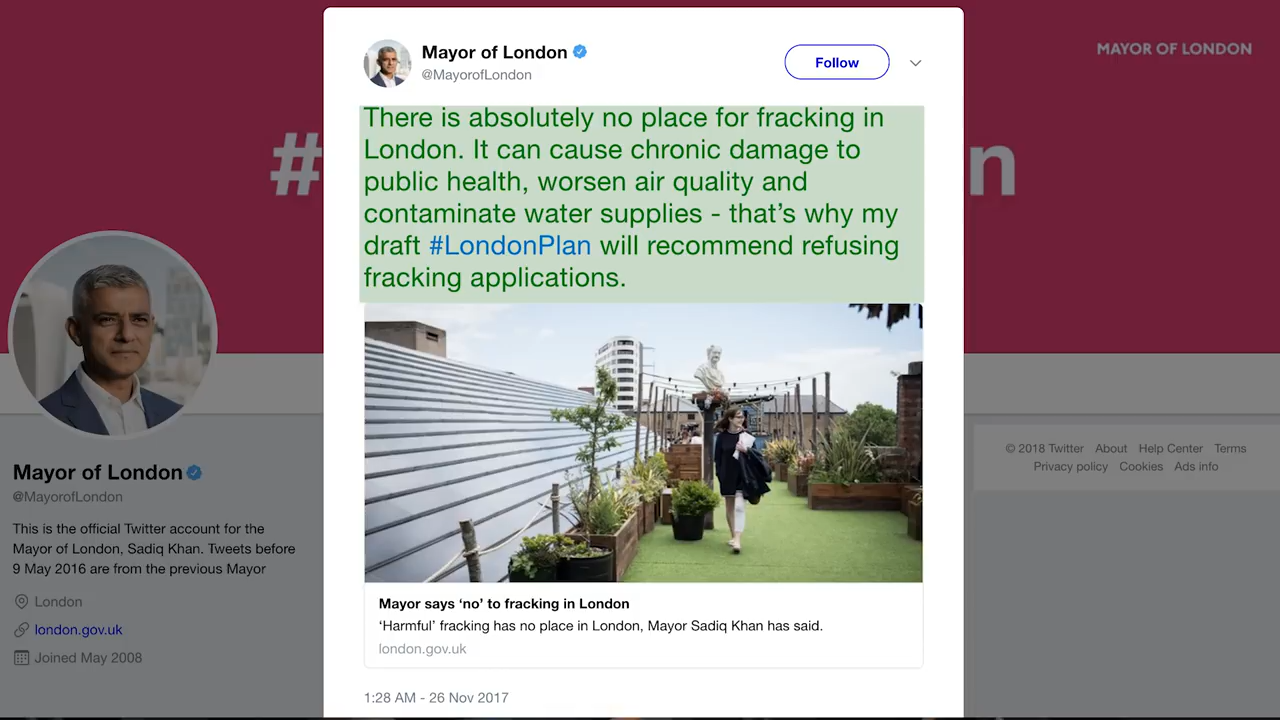 MAYOR OF LONDON
#
n
Mayor of London
@MayorofLondon
Follow
There is absolutely no place for fracking in
London. It can cause chronic damage to
public health, worsen air quality and
contaminate water supplies - that’s why my
draft #LondonPlan will recommend refusing
fracking applications.
Mayor says ‘no’ to fracking in London
‘Harmful’ fracking has no place in London, Mayor Sadiq Khan has said.
london.gov.uk
1:28 AM - 26 Nov 2017
Mayor of London
@MayorofLondon
This is the official Twitter account for the
Mayor of London, Sadiq Khan. Tweets before
9 May 2016 are from the previous Mayor
London
london.gov.uk
Joined May 2008
© 2018 Twitter About Help Center Terms
Privacy policy Cookies Ads info